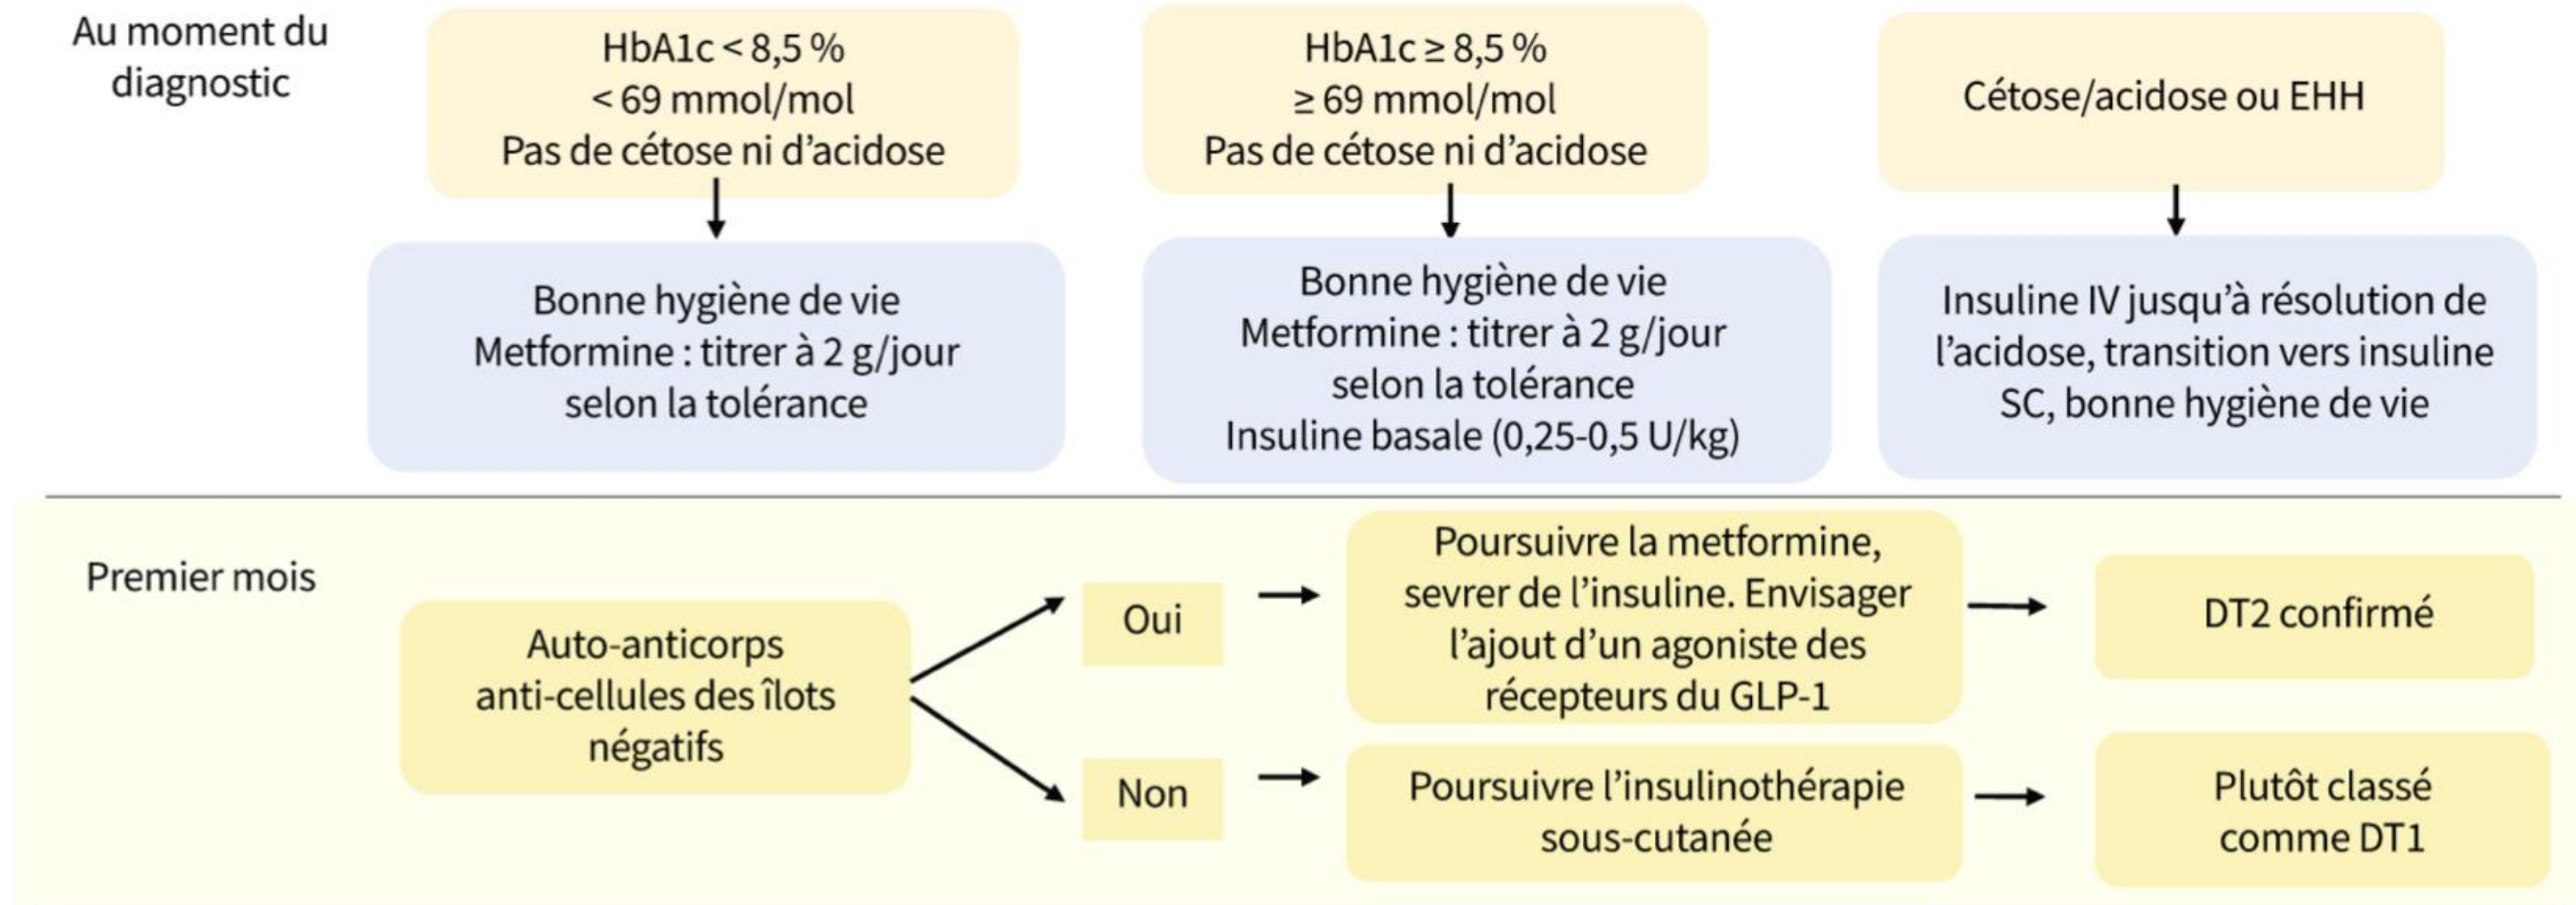 Au moment du
diagnostic
HbA1c < 8,5 %
< 69 mmol/mol
Pas de cétose ni d’acidose
HbA1c ≥ 8,5 %
≥ 69 mmol/mol
Pas de cétose ni d’acidose
Cétose/acidose ou EHH
Bonne hygiène de vie
Metformine : titrer à 2 g/jour
selon la tolérance
Bonne hygiène de vie
Metformine : titrer à 2 g/jour
selon la tolérance
Insuline basale (0,25-0,5 U/kg)
Insuline IV jusqu’à résolution de
l’acidose, transition vers insuline
SC, bonne hygiène de vie
Premier mois
Auto-anticorps
anti-cellules des îlots
négatifs
Oui
Poursuivre la metformine,
sevrer de l’insuline. Envisager
l’ajout d’un agoniste des
récepteurs du GLP-1
DT2 confirmé
Non
Poursuivre l’insulinothérapie
sous-cutanée
Plutôt classé
comme DT1